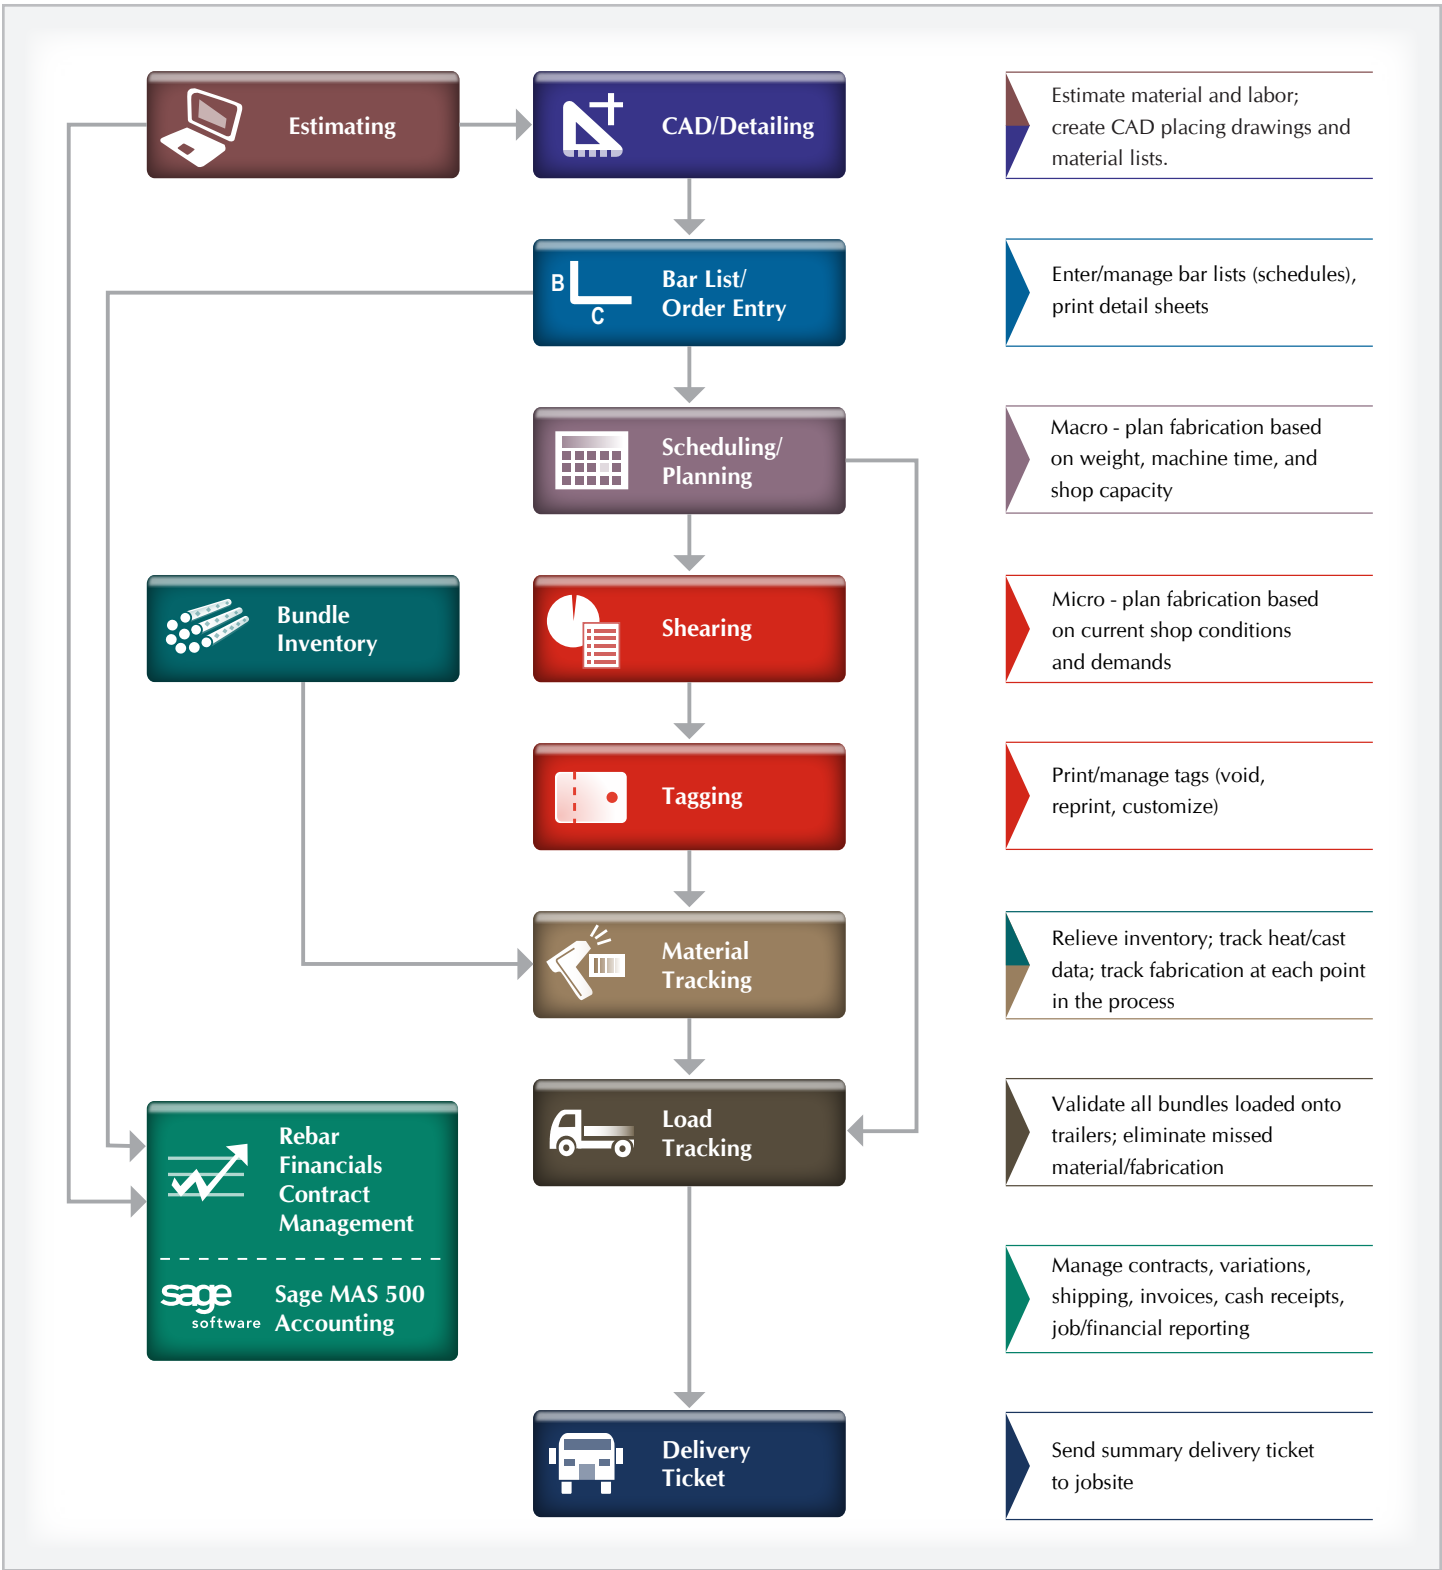 Estimating
CAD/Detailing
Estimate material and labor;
create CAD placing drawings and
material lists.
B
C
Bar List/
Order Entry
Enter/manage bar lists (schedules),
print detail sheets
Scheduling/
Planning
Macro - plan fabrication based
on weight, machine time, and
shop capacity
Bundle
Inventory
Shearing
Micro - plan fabrication based
on current shop conditions
and demands
Tagging
Print/manage tags (void,
reprint, customize)
Material
Tracking
Relieve inventory; track heat/cast
data; track fabrication at each point
in the process
Load
Tracking
Validate all bundles loaded onto
trailers; eliminate missed
material/fabrication
Rebar
Financials
Contract
Management
sage
software
Sage MAS 500
Accounting
Manage contracts, variations,
shipping, invoices, cash receipts,
job/financial reporting
Delivery
Ticket
Send summary delivery ticket
to jobsite